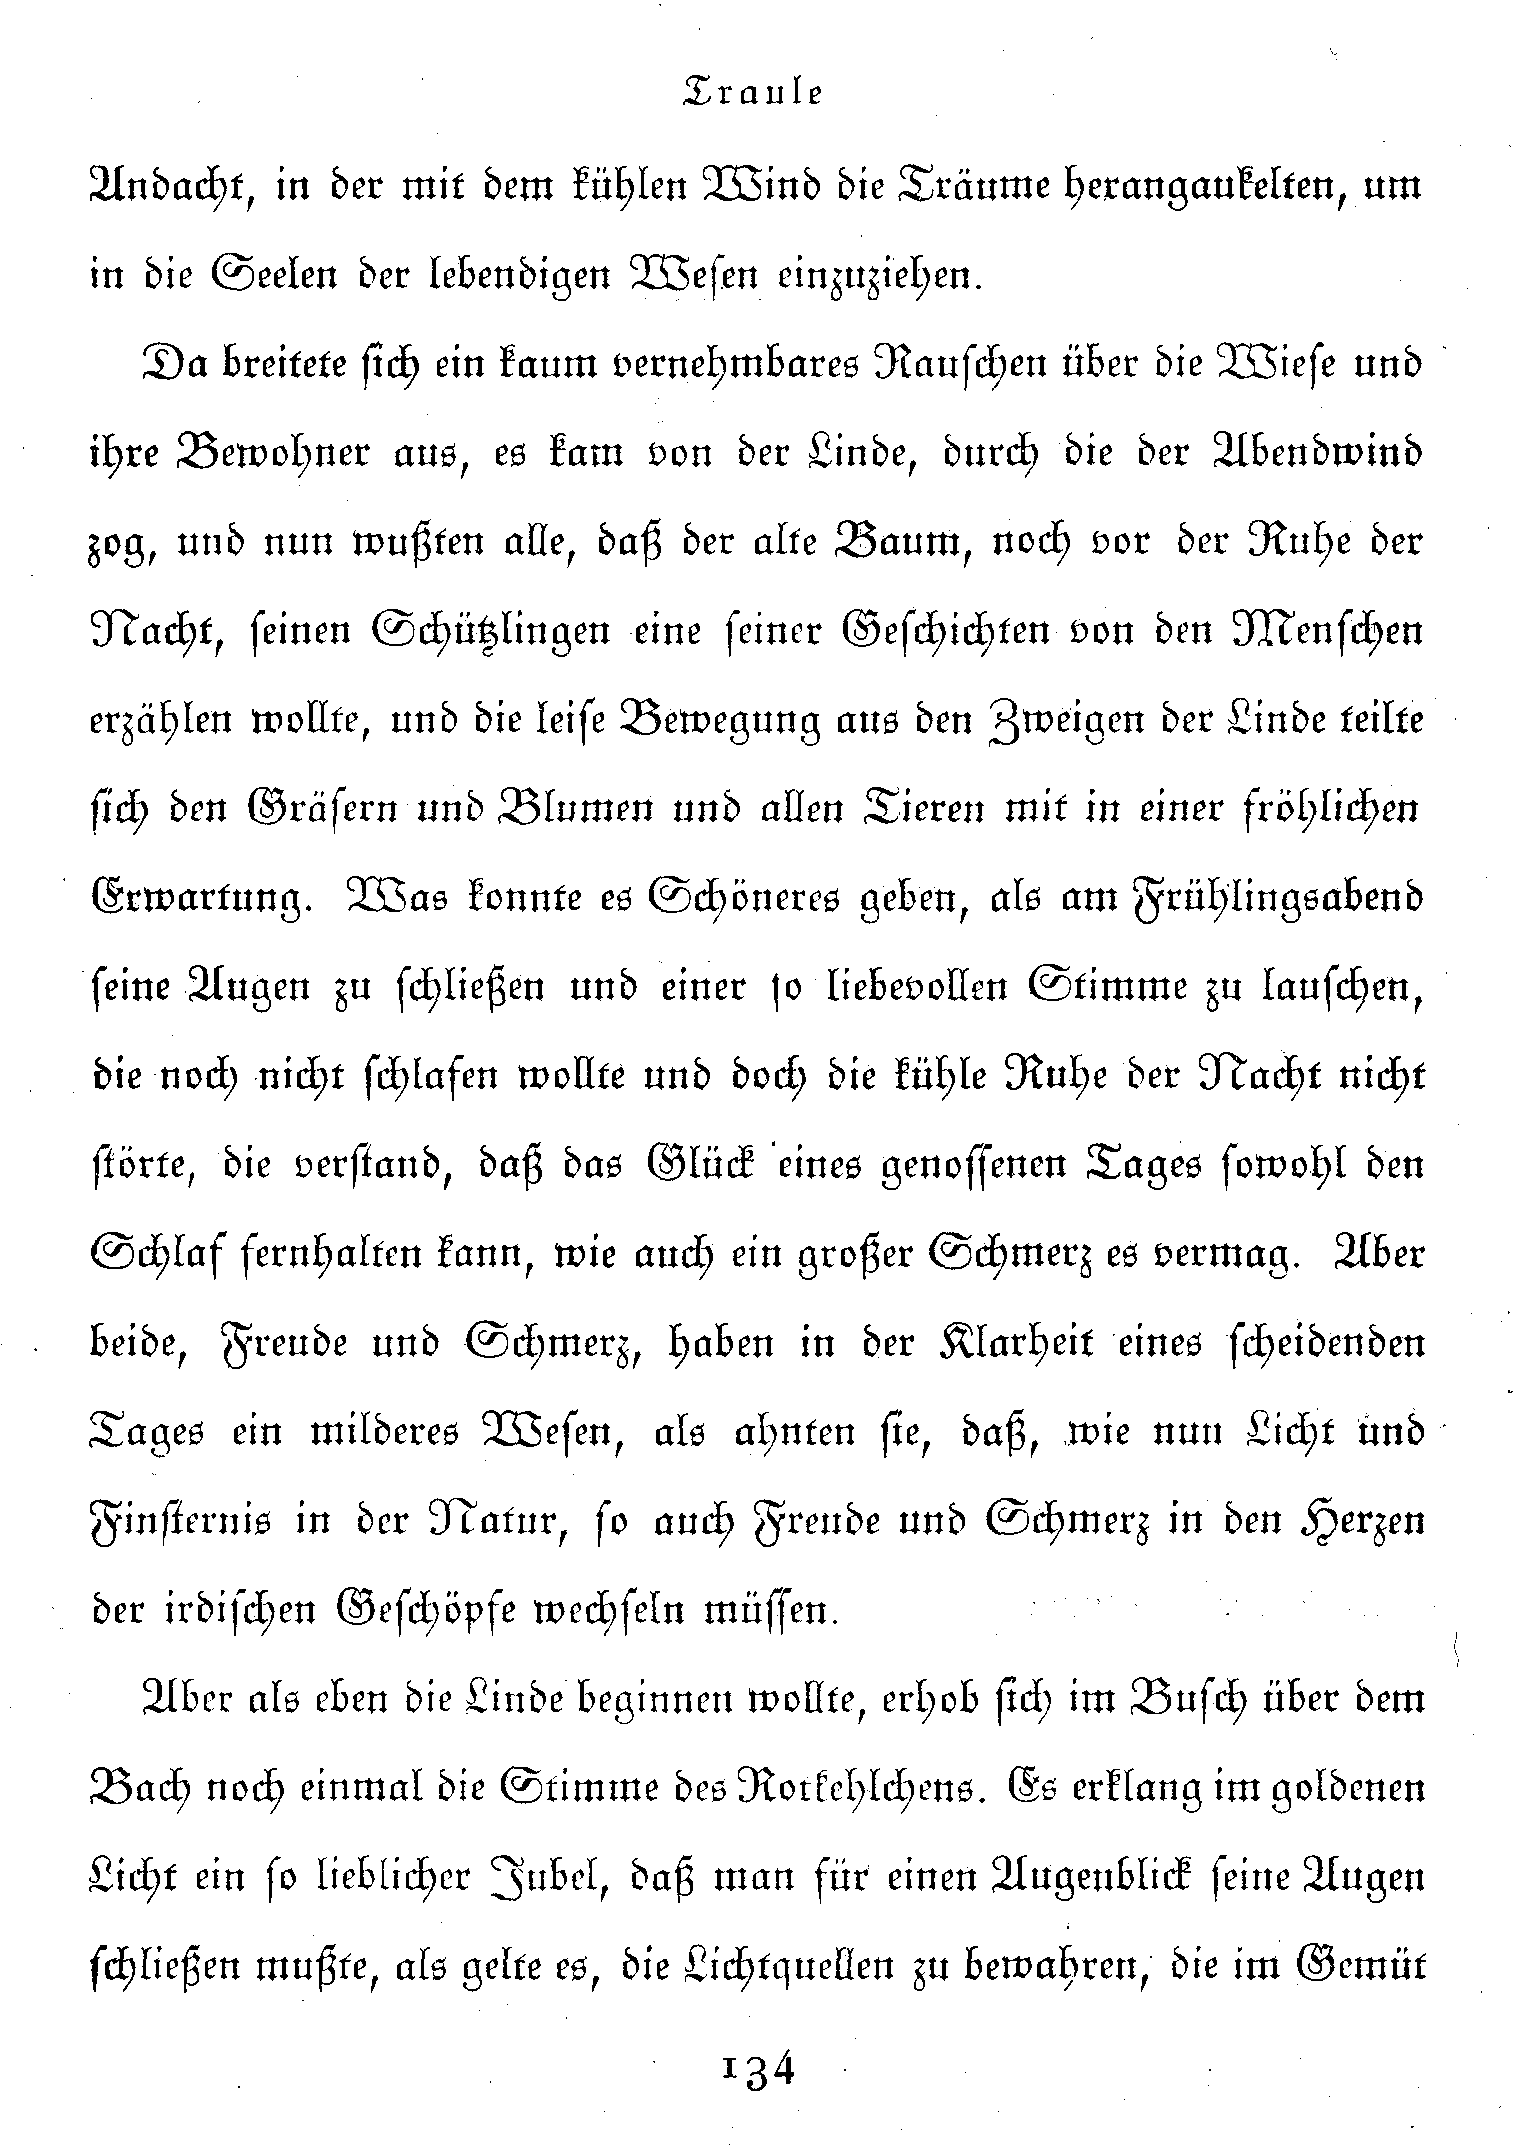 Traule
Andacht, in der mit dem kühlen Wind die Träume herangaukelten, um
in die Seelen der lebendigen Wesen einzuziehen.
Da breitete sich ein kaum vernehmbares Rauschen über die Wiese und
ihre Bewohner aus, es kam von der Linde, durch die der Abendwind
zog, und nun wußten alle, daß der alte Baum, noch vor der Ruhe der
Nacht, seinen Schützlingen eine seiner Geschichten von den Menschen
erzählen wollte, und die leise Bewegung aus den Zweigen der Linde teilte
sich den Gräsern und Blumen und allen Tieren mit in einer fröhlichen
Erwartung. Was konnte es Schöneres geben, als am Frühlingsabend
seine Augen zu schließen und einer so liebevollen Stimme zu lauschen,
die noch nicht schlafen wollte und doch die kühle Ruhe der Nacht nicht
störte, die verstand, daß das Glück eines genossenen Tages sowohl den
Schlaf fernhalten kann, wie auch ein großer Schmerz es vermag. Aber
beide, Freude und Schmerz, haben in der Klarheit eines scheidenden
Tages ein milderes Wesen, als ahnten sie, daß, wie nun Licht und
Finsternis in der Natur, so auch Freude und Schmerz in den Herzen
der irdischen Geschöpfe wechseln müssen.
Aber als eben die Linde beginnen wollte, erhob sich im Busch über dem
Bach noch einmal die Stimme des Rotkehlchens. Es erklang im goldenen
Licht ein so lieblicher Jubel, daß man für einen Augenblick seine Augen
schließen mußte, als gelte es, die Lichtquellen zu bewahren, die im Gemüt
134